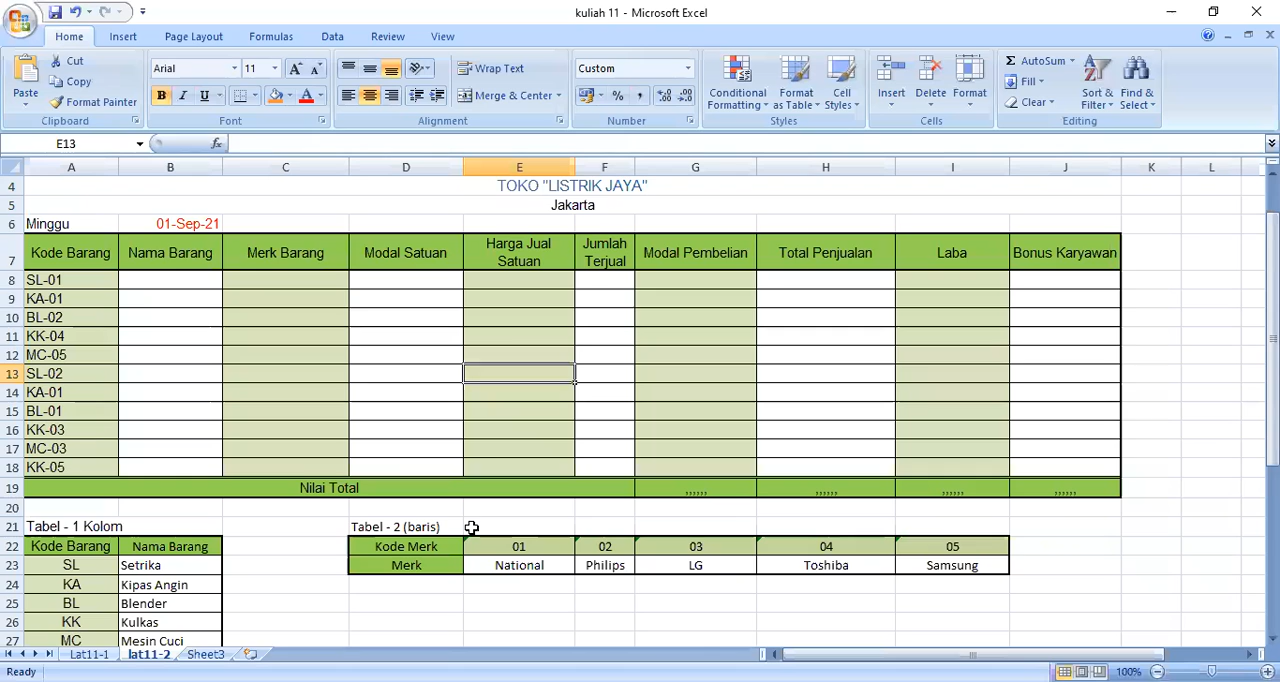 kuliah 11 - Microsoft Excel
Home Insert Page Layout Formulas Data Review View
Paste
Cut
Copy
Format Painter
Clipboard
Arial 11
B I U
Font
Wrap Text
Merge & Center
Alignment
Custom
% ,
Number
Conditional Formatting
Format as Table
Cell Styles
Styles
Insert Delete Format
Cells
Σ AutoSum
Fill
Clear
Sort & Filter
Find & Select
Editing
E13 fx
A B C D E F G H I J K L
4 TOKO "LISTRIK JAYA"
5 Jakarta
6 Minggu 01-Sep-21
7 Kode Barang Nama Barang Merk Barang Modal Satuan Harga Jual Satuan Jumlah Terjual Modal Pembelian Total Penjualan Laba Bonus Karyawan
8 SL-01
9 KA-01
10 BL-02
11 KK-04
12 MC-05
13 SL-02
14 KA-01
15 BL-01
16 KK-03
17 MC-03
18 KK-05
19 Nilai Total ,,,,,, ,,,,,, ,,,,,, ,,,,,,
20
21 Tabel - 1 Kolom Tabel - 2 (baris)
22 Kode Barang Nama Barang Kode Merk 01 02 03 04 05
23 SL Setrika Merk National Philips LG Toshiba Samsung
24 KA Kipas Angin
25 BL Blender
26 KK Kulkas
27 MC Mesin Cuci
Lat11-1 lat11-2 Sheet3
Ready 100%